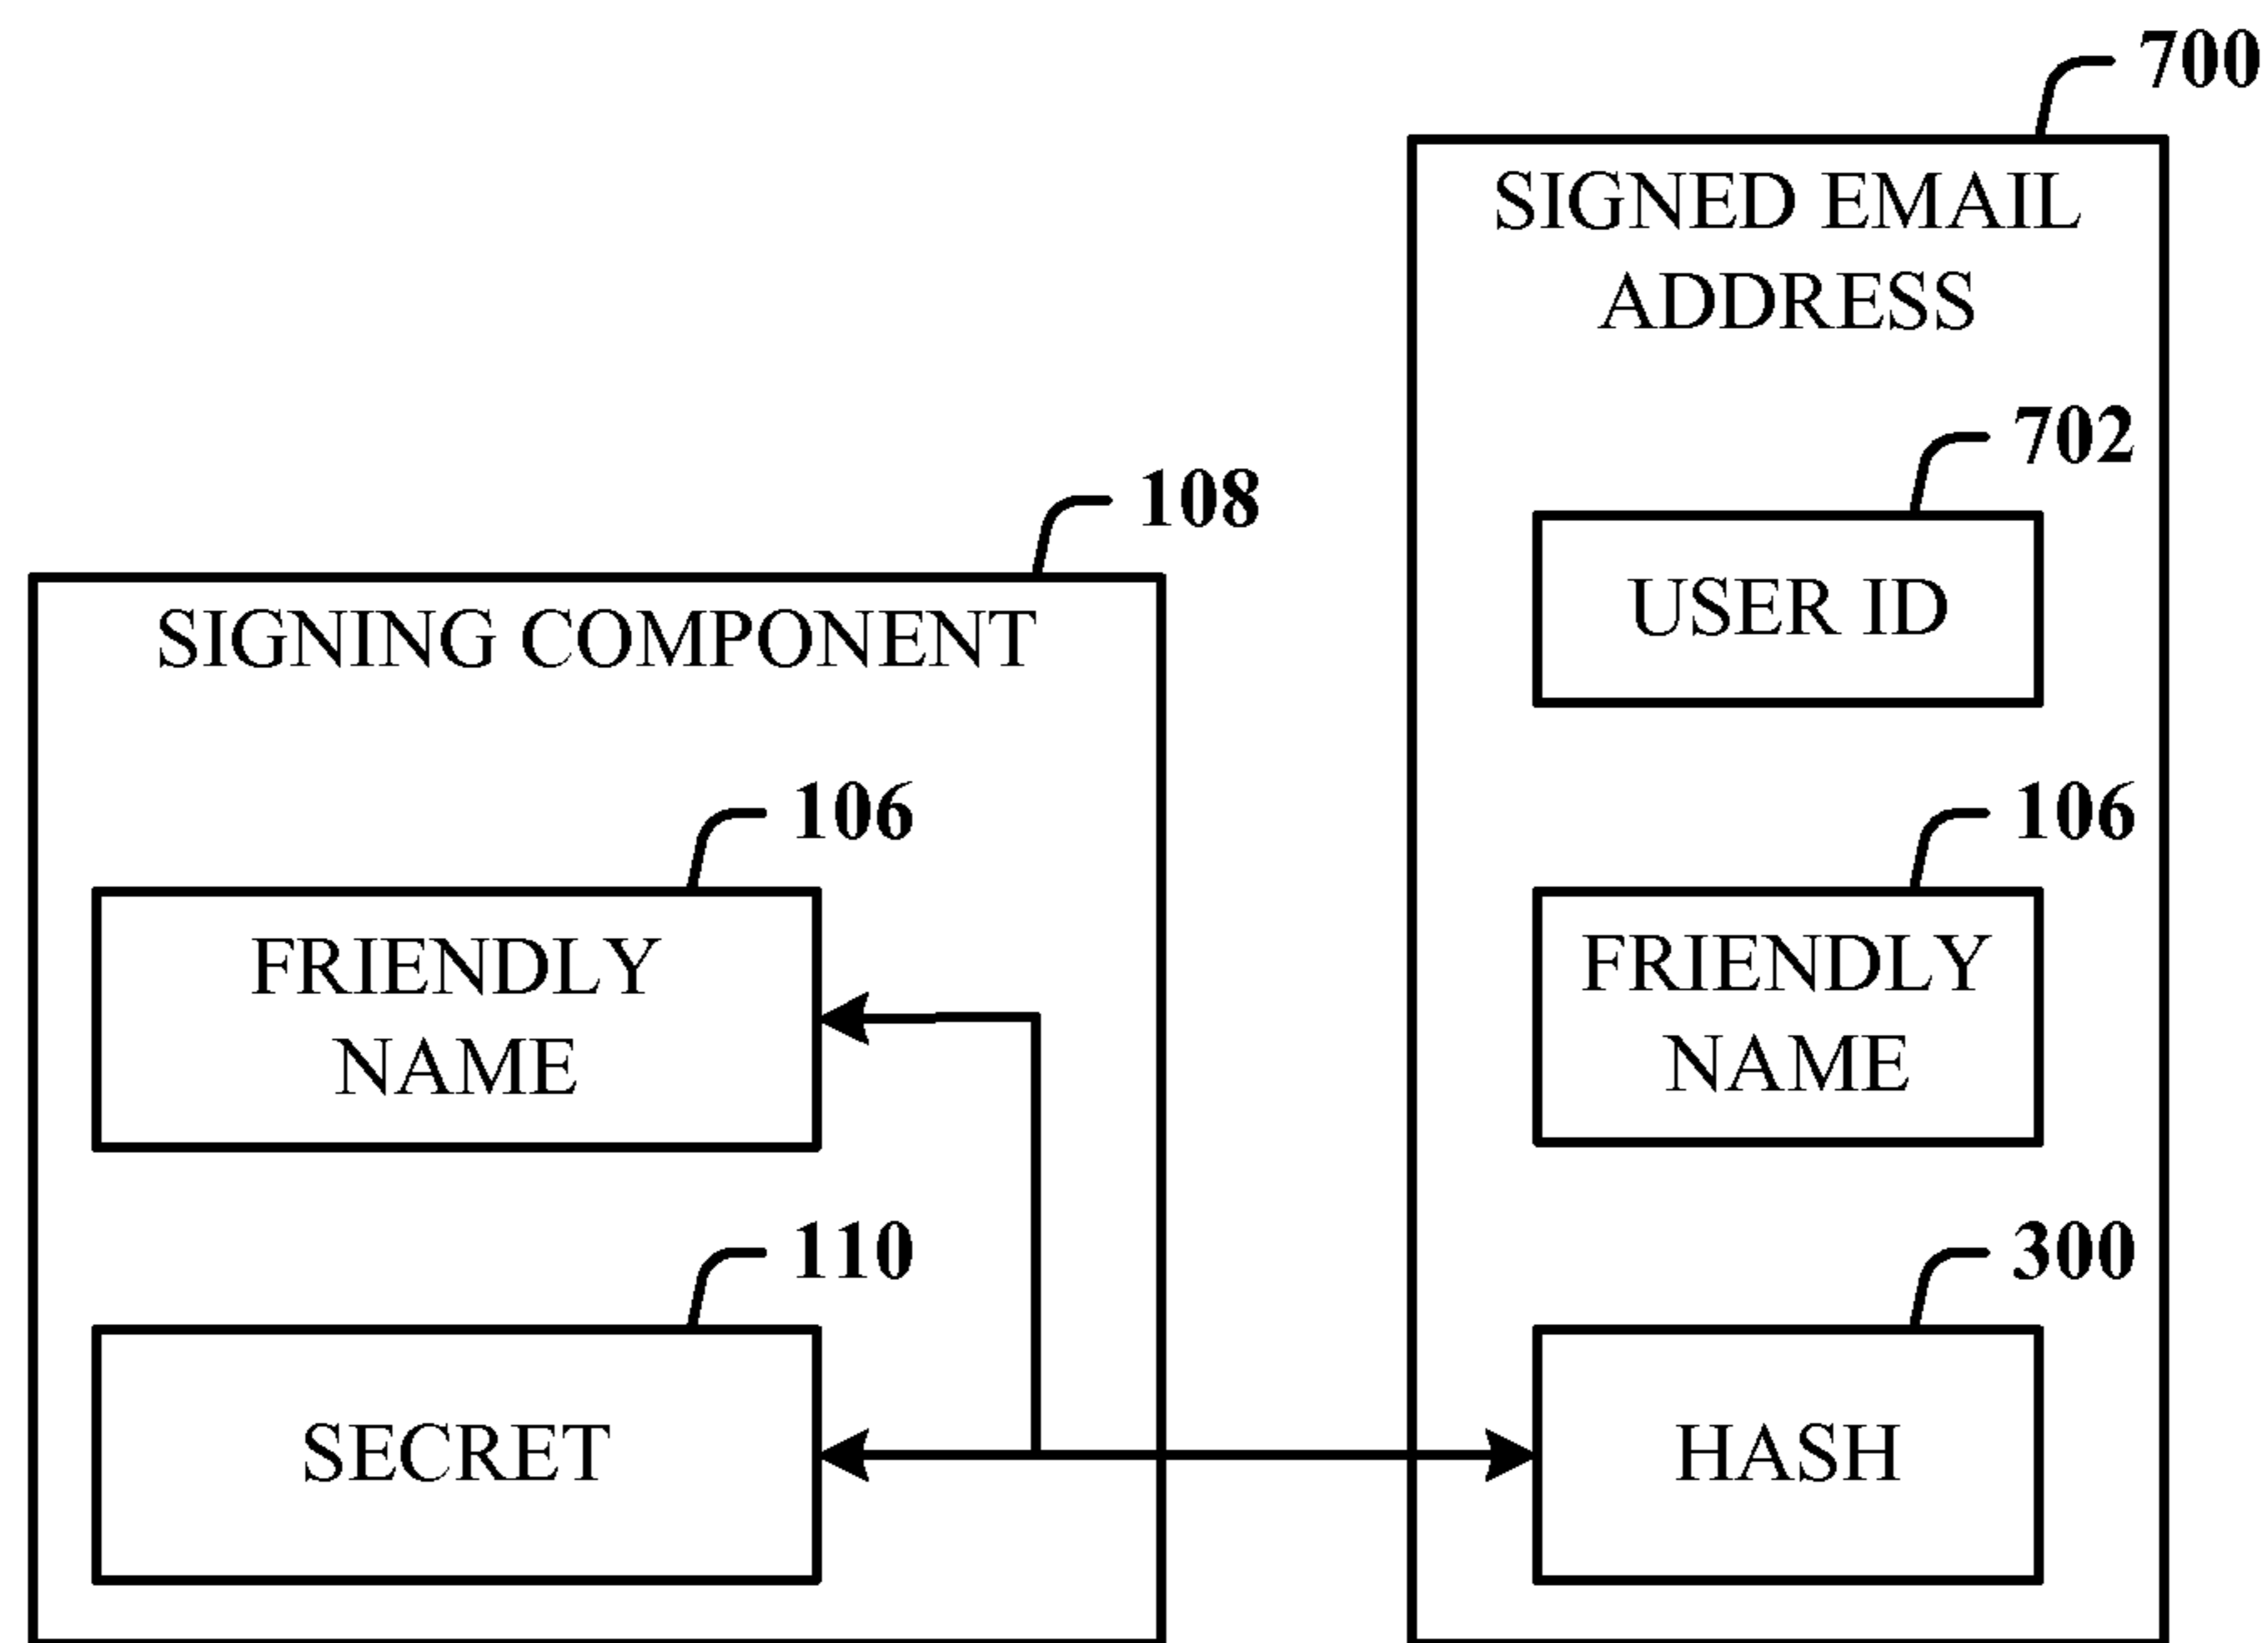 700
SIGNED EMAIL
ADDRESS
702
USER ID
106
FRIENDLY
NAME
300
HASH
108
SIGNING COMPONENT
106
FRIENDLY
NAME
110
SECRET